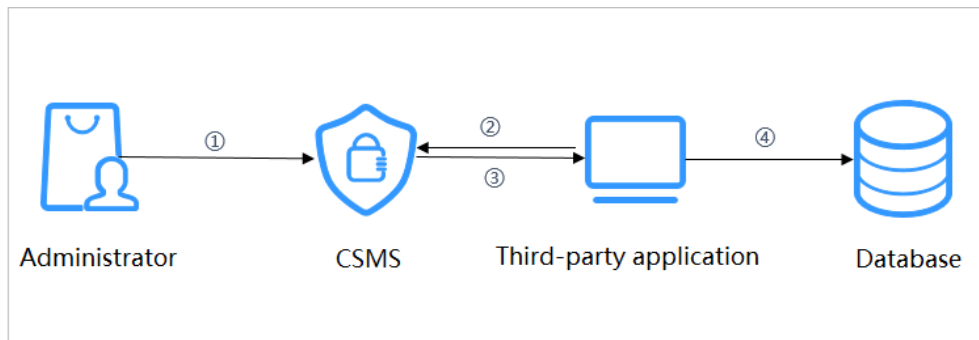 ① ② ③ ④
Administrator CSMS Third-party application Database